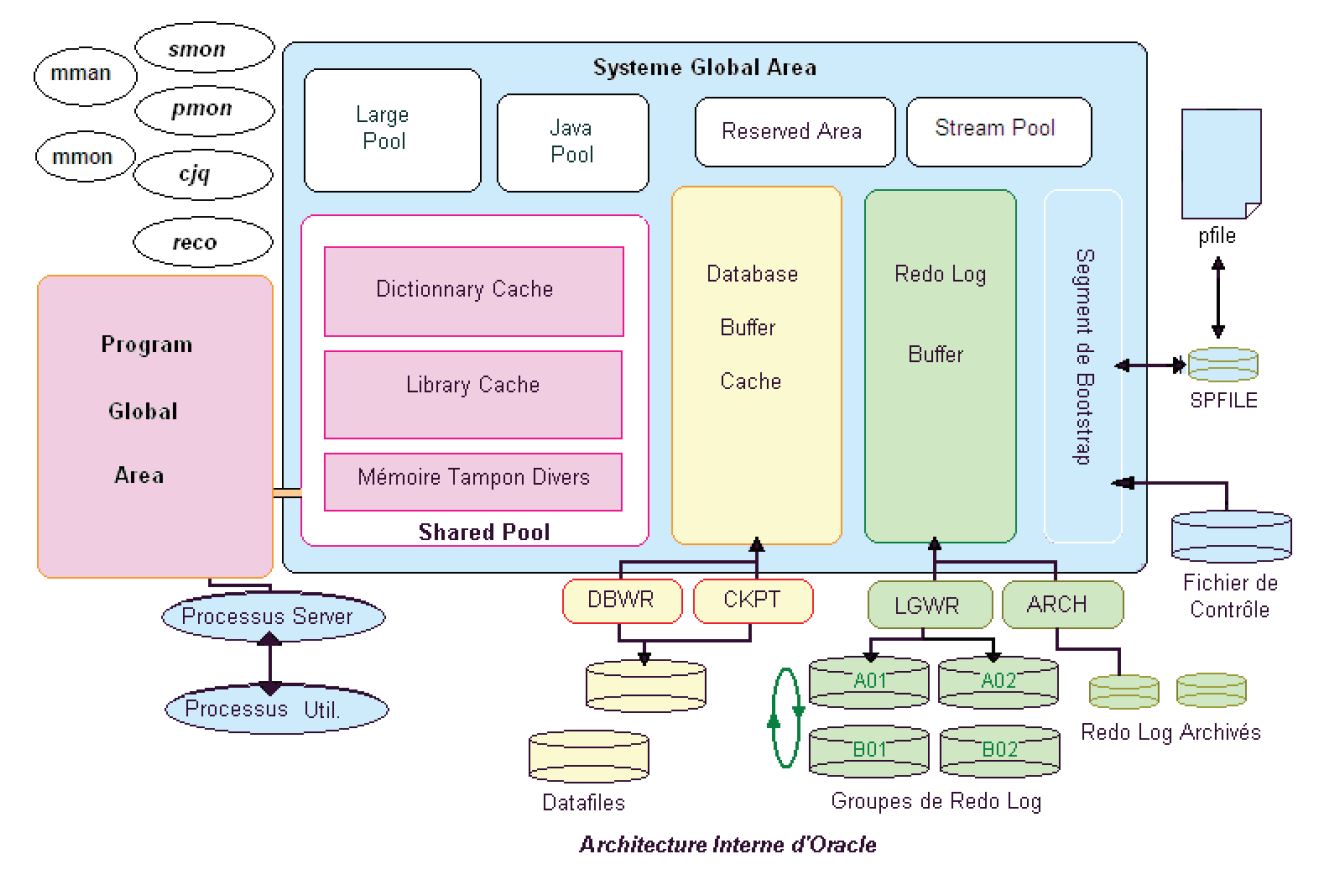 smon
mman
pmon
mmon
cjq
reco
Systeme Global Area
Large
Pool
Java
Pool
Reserved Area
Stream Pool
pfile
Program
Global
Area
Dictionnary Cache
Library Cache
Mémoire Tampon Divers
Shared Pool
Database
Buffer
Cache
Redo Log
Buffer
Segment de Bootstrap
SPFILE
Fichier de
Contrôle
Processus Server
Processus Util.
DBWR
CKPT
LGWR
ARCH
A01
A02
B01
B02
Redo Log Archivés
Datafiles
Groupes de Redo Log
Architecture Interne d'Oracle